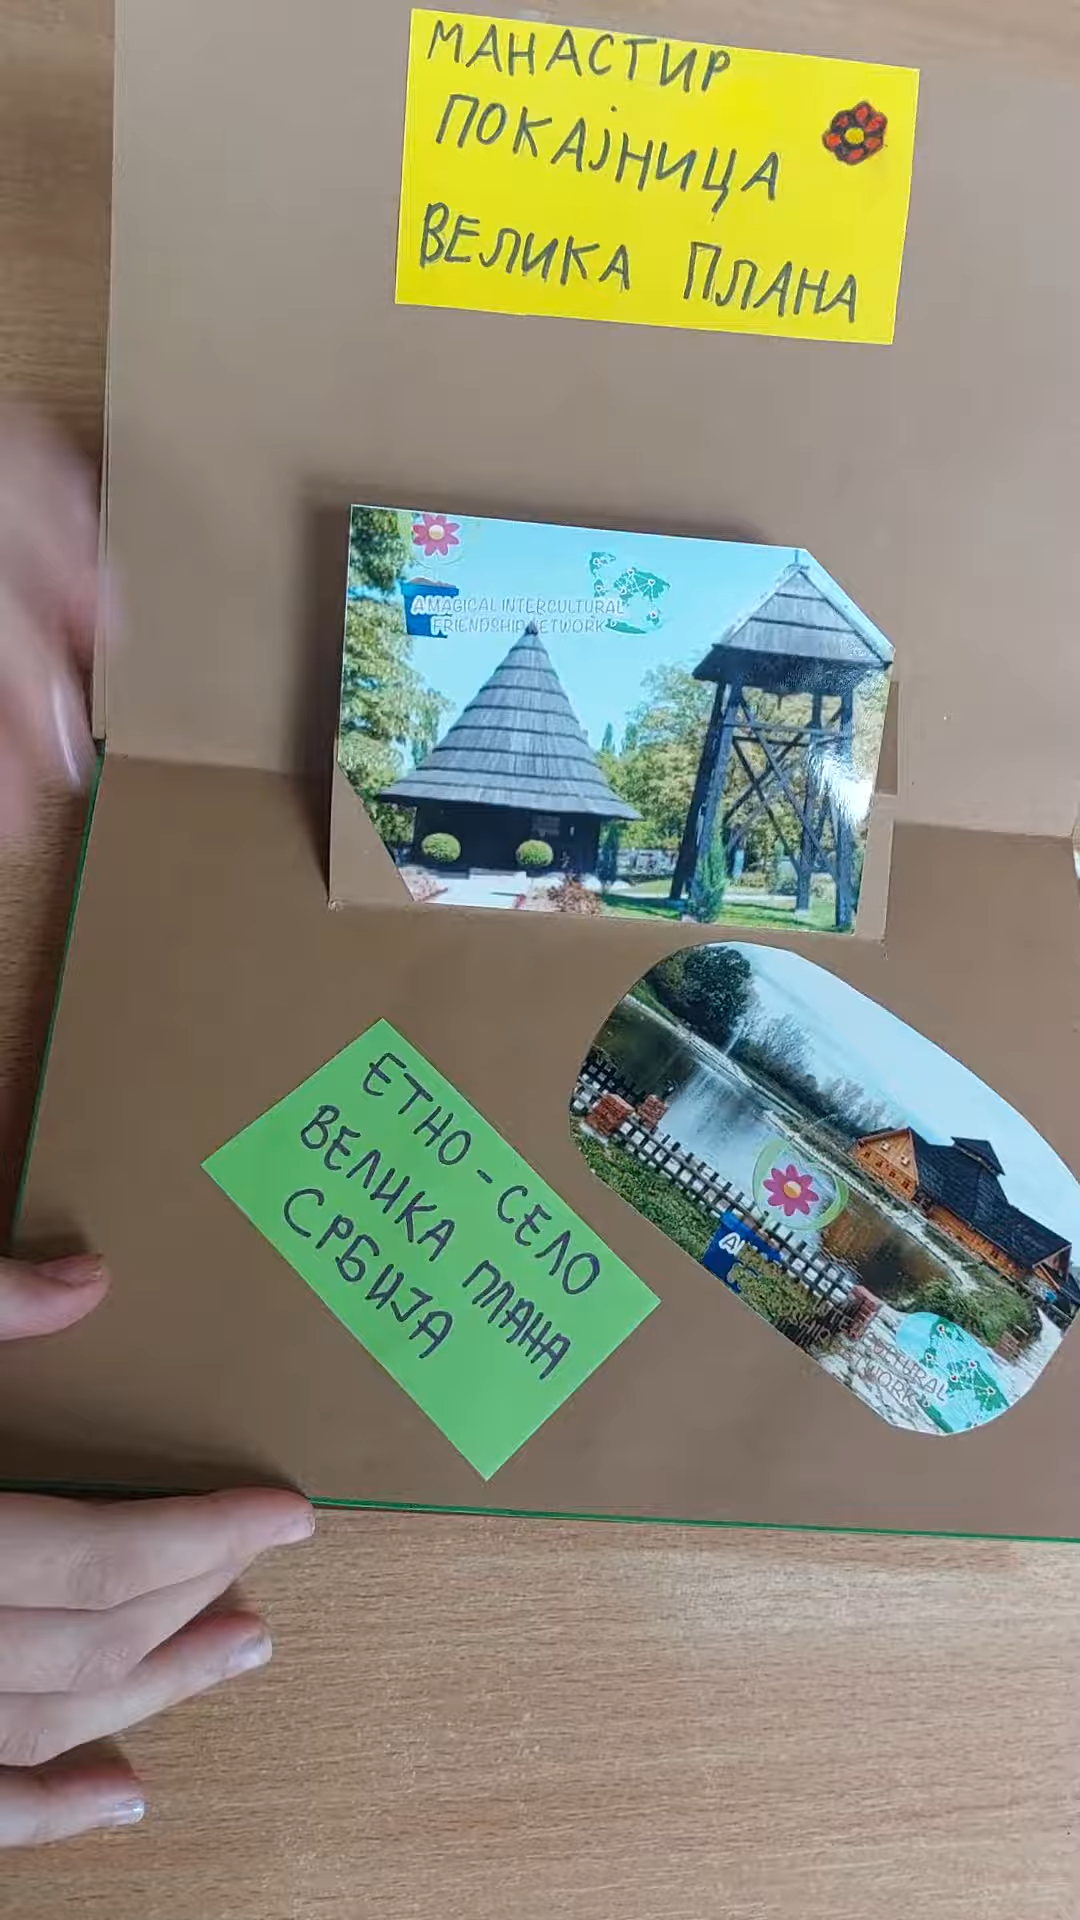 МАНАСТИР
ПОКАЈНИЦА
ВЕЛИКА ПЛАНА
A MAGICAL INTERCULTURAL
FRIENDSHIP NETWORK
ЕТНО-СЕЛО
ВЕЛИКА ПЛАНА
СРБИЈА